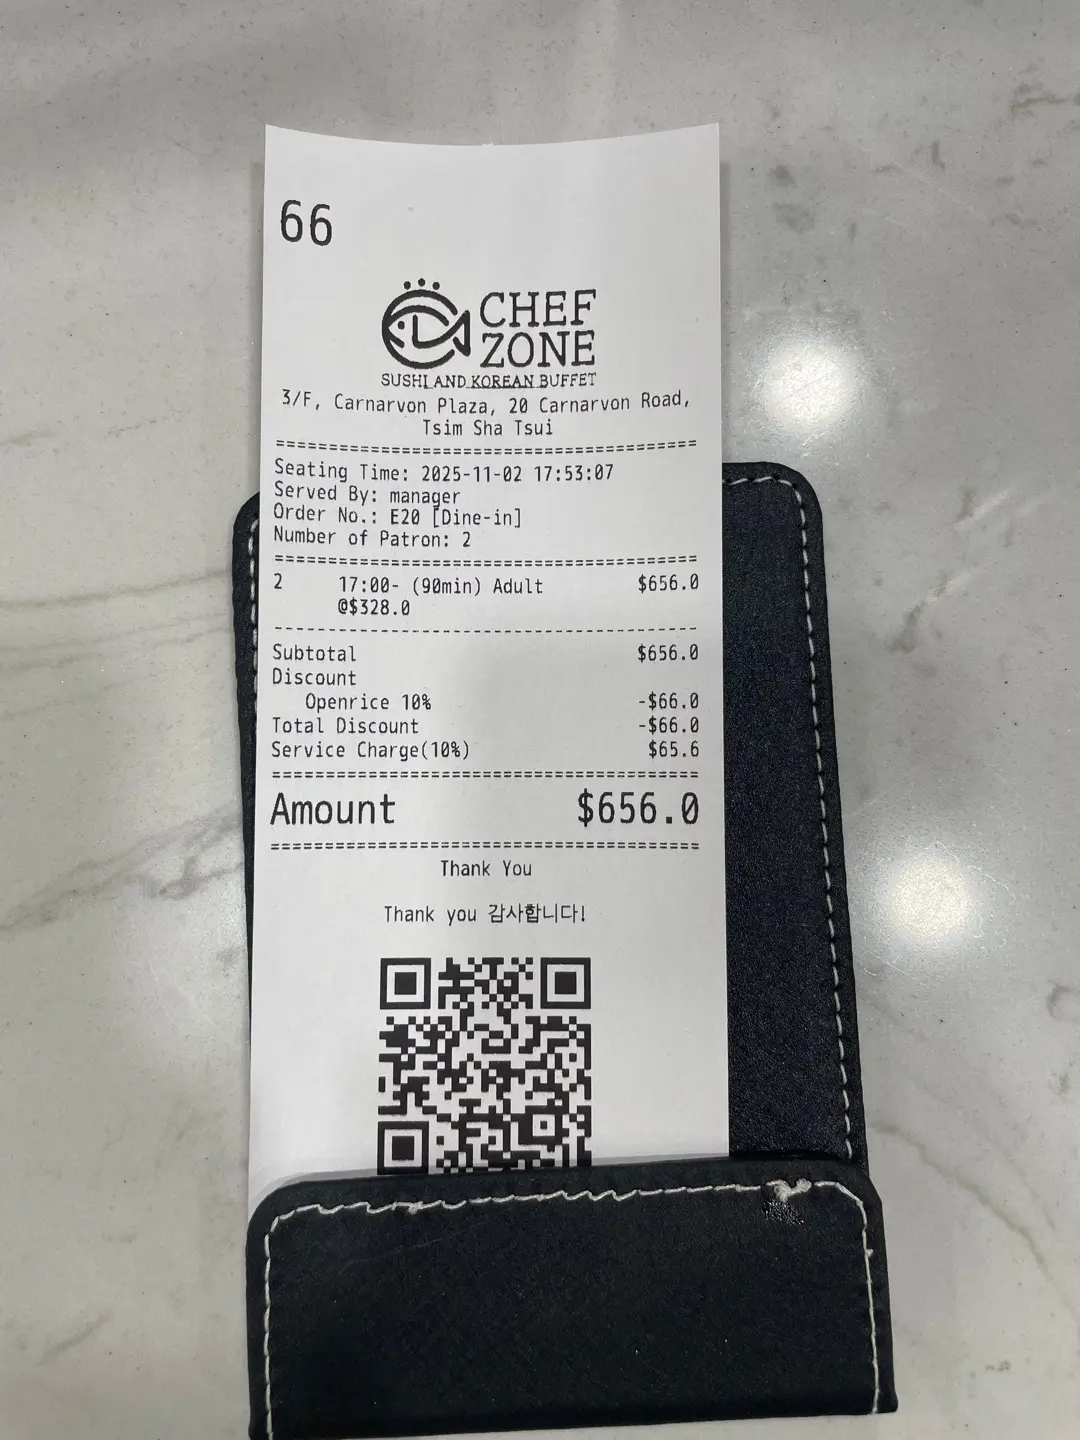 66
CHEF
ZONE
SUSHI AND KOREAN BUFFET
3/F, Carnarvon Plaza, 20 Carnarvon Road,
Tsim Sha Tsui
========================================
Seating Time: 2025-11-02 17:53:07
Served By: manager
Order No.: E20 [Dine-in]
Number of Patron: 2
========================================
2 17:00- (90min) Adult $656.0
@$328.0
----------------------------------------
Subtotal $656.0
Discount
Openrice 10% -$66.0
Total Discount -$66.0
Service Charge(10%) $65.6
========================================
Amount $656.0
========================================
Thank You
Thank you 감사합니다!